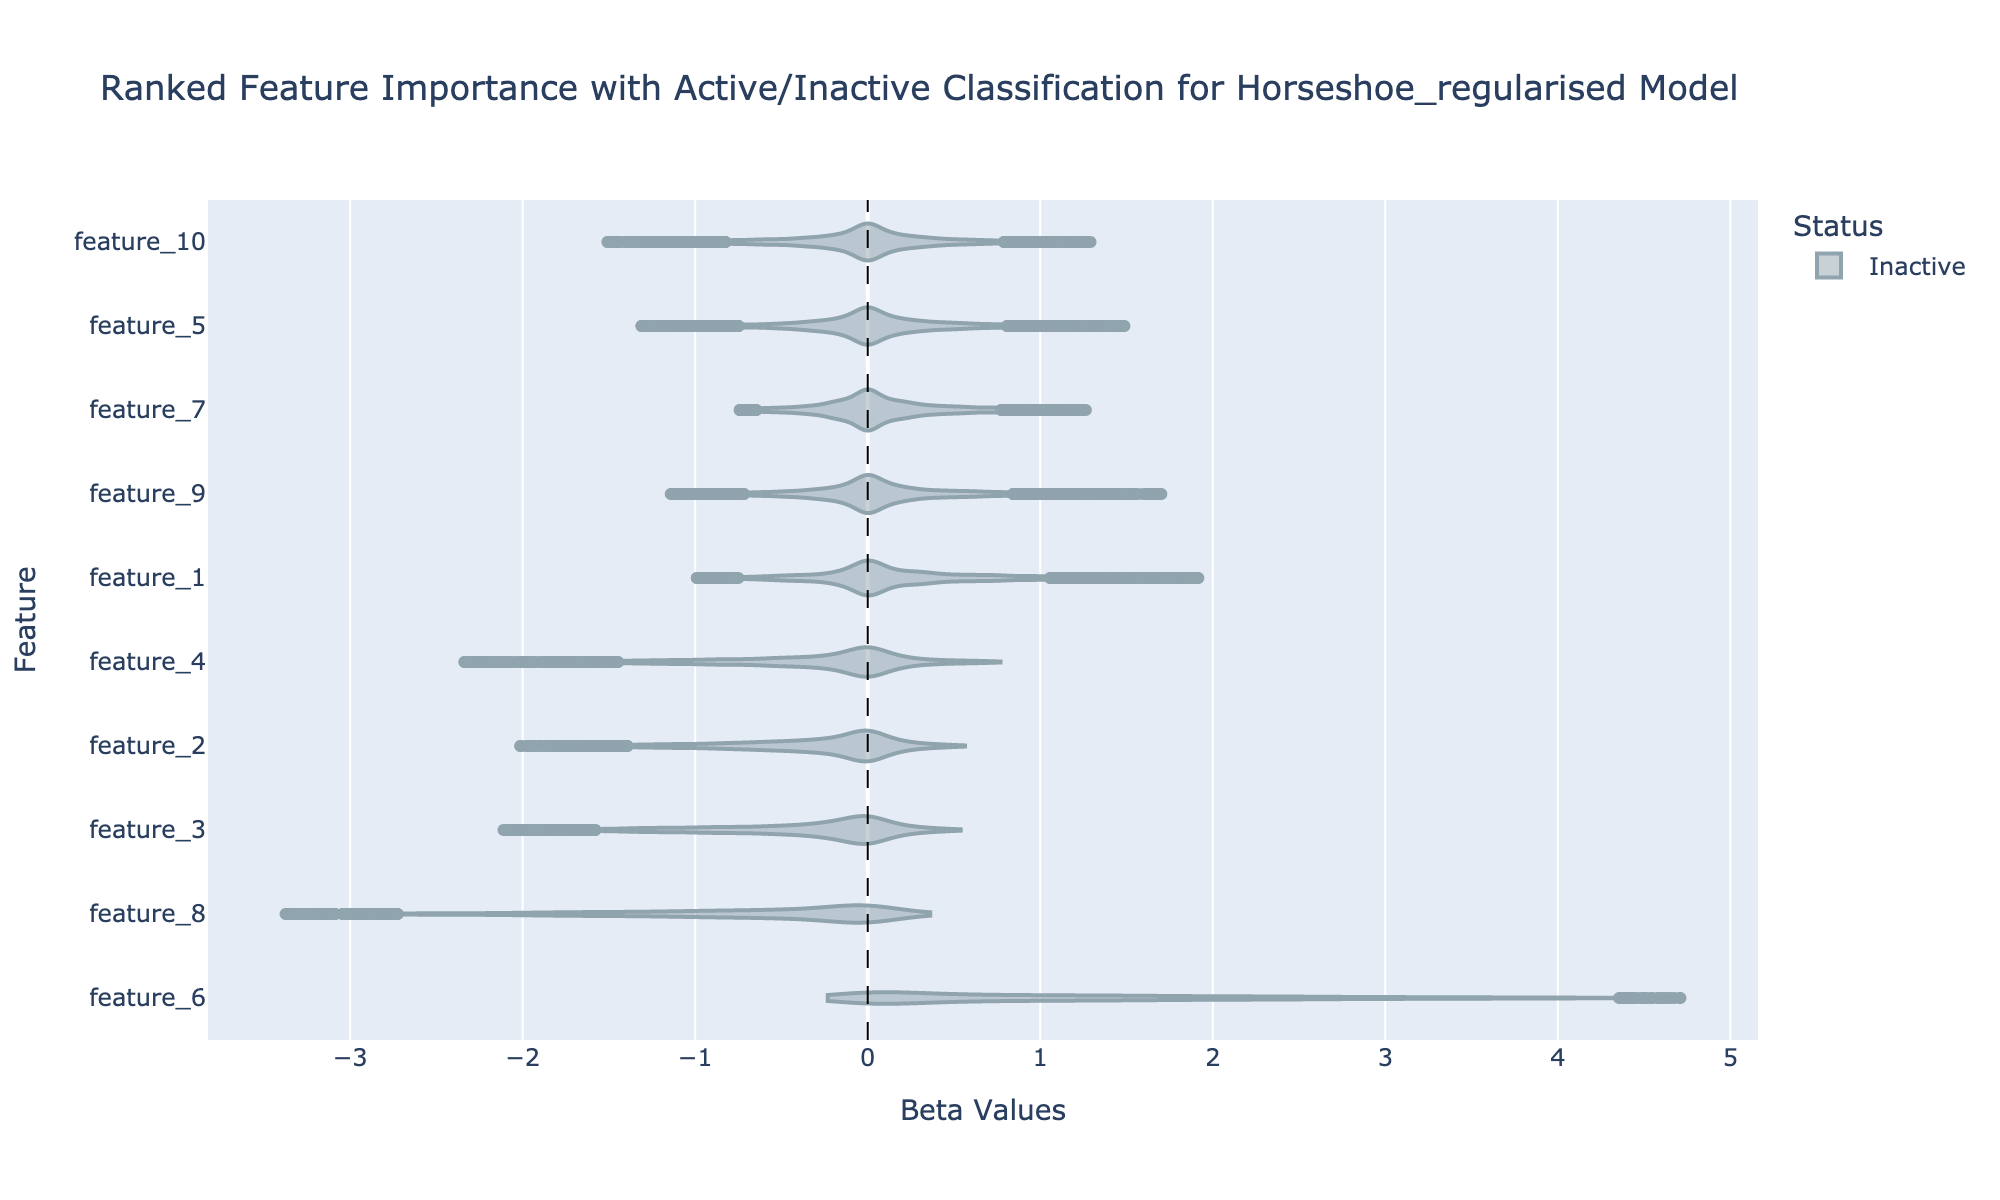 Ranked Feature Importance with Active/Inactive Classification for Horseshoe_regularised Model
Status
Inactive
Feature
feature_10
feature_5
feature_7
feature_9
feature_1
feature_4
feature_2
feature_3
feature_8
feature_6
−3 −2 −1 0 1 2 3 4 5
Beta Values